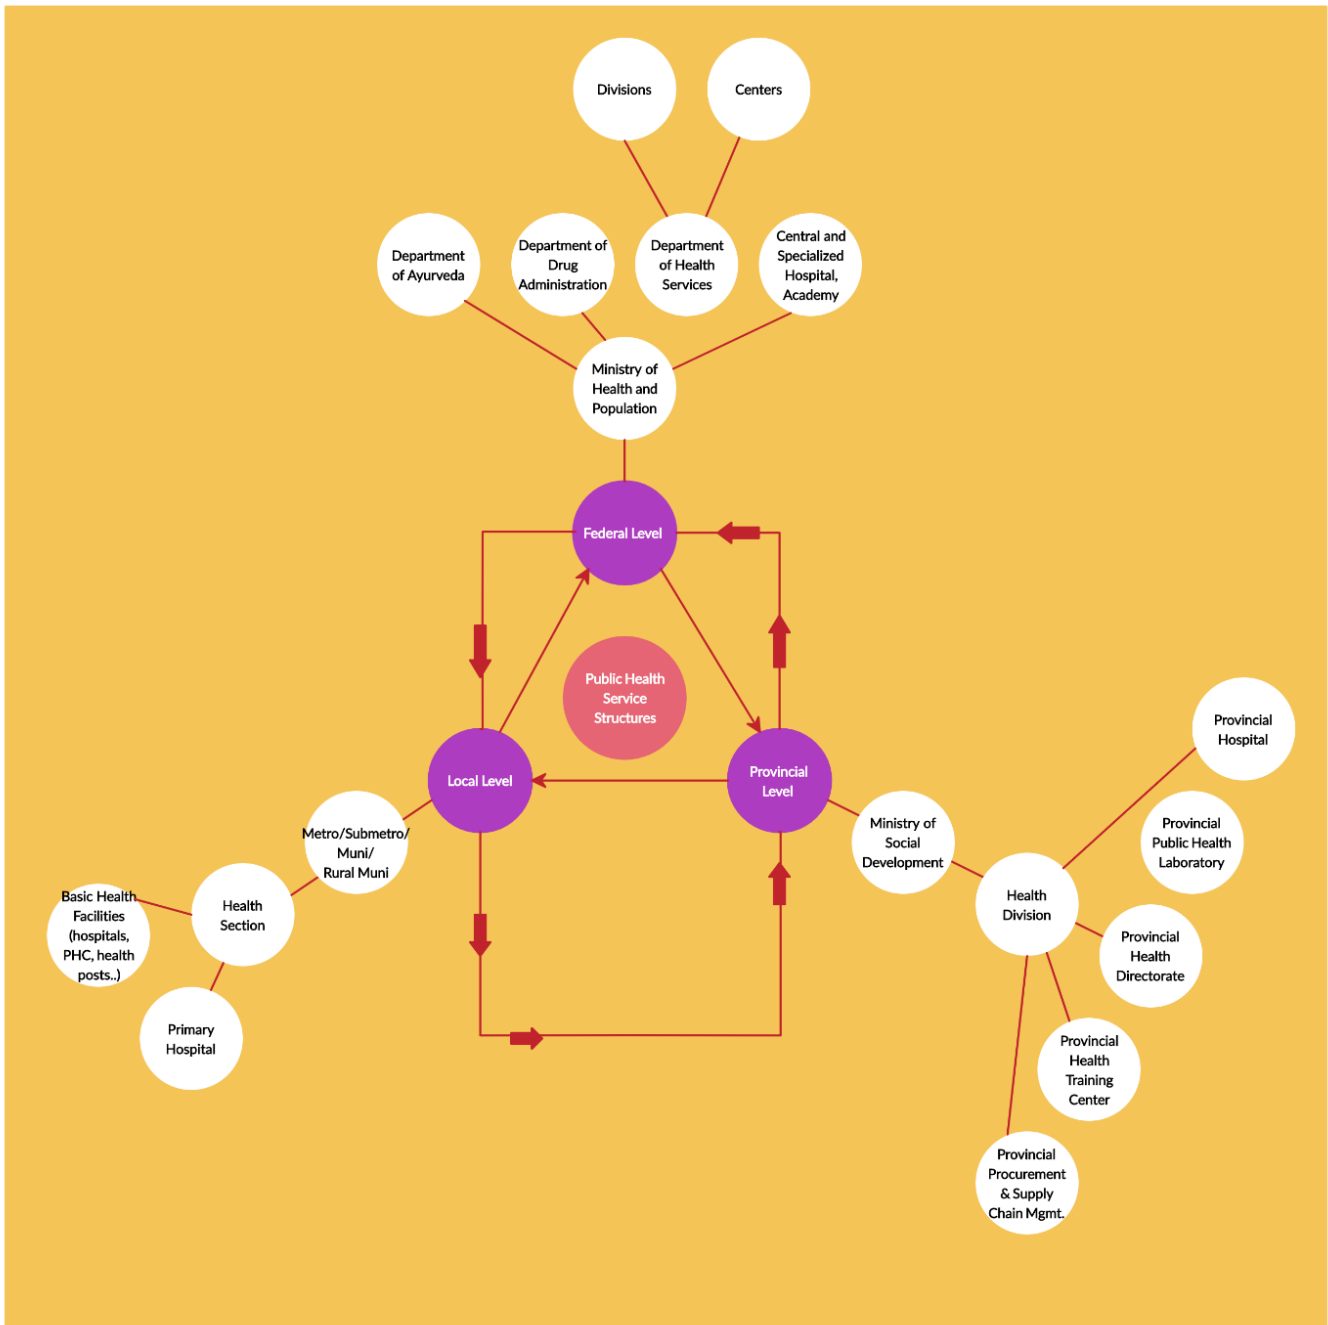 Divisions
Centers
Department
of Ayurveda
Department of
Drug
Administration
Department
of Health
Services
Central and
Specialized
Hospital,
Academy
Ministry of
Health and
Population
Federal Level
Public Health
Service
Structures
Local Level
Provincial
Level
Metro/Submetro/
Muni/
Rural Muni
Health
Section
Basic Health
Facilities
(hospitals,
PHC, health
posts..)
Primary
Hospital
Ministry of
Social
Development
Health
Division
Provincial
Hospital
Provincial
Public Health
Laboratory
Provincial
Health
Directorate
Provincial
Health
Training
Center
Provincial
Procurement
& Supply
Chain Mgmt.